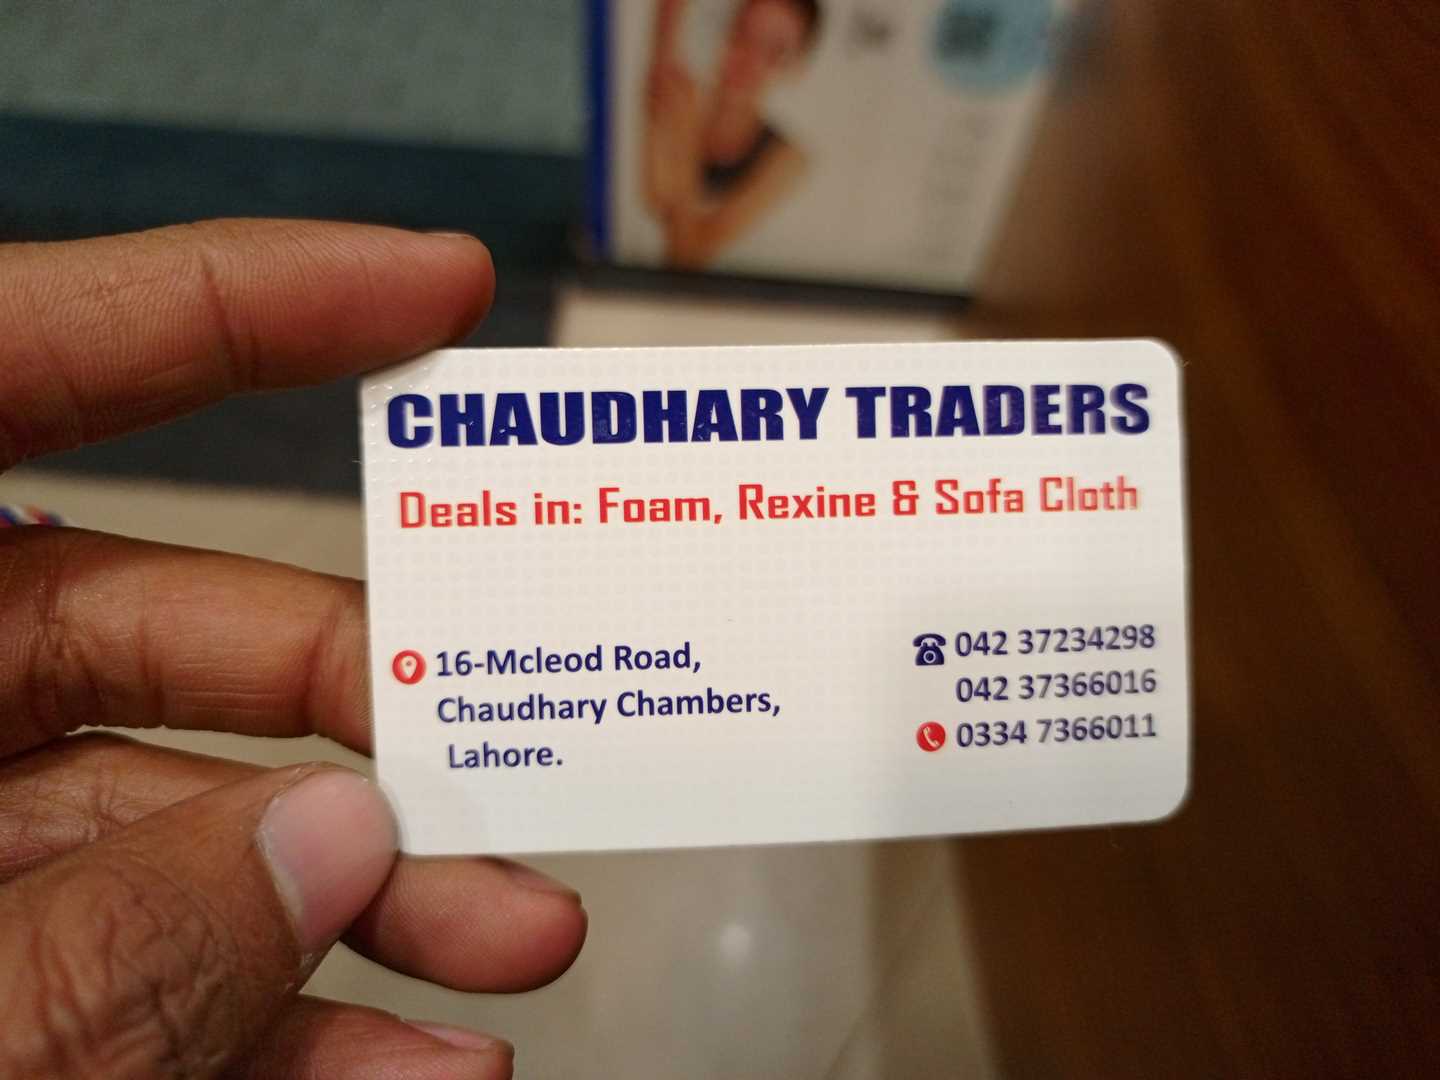 CHAUDHARY TRADERS
Deals in: Foam, Rexine & Sofa Cloth
16-Mcleod Road,
Chaudhary Chambers,
Lahore.
042 37234298
042 37366016
0334 7366011